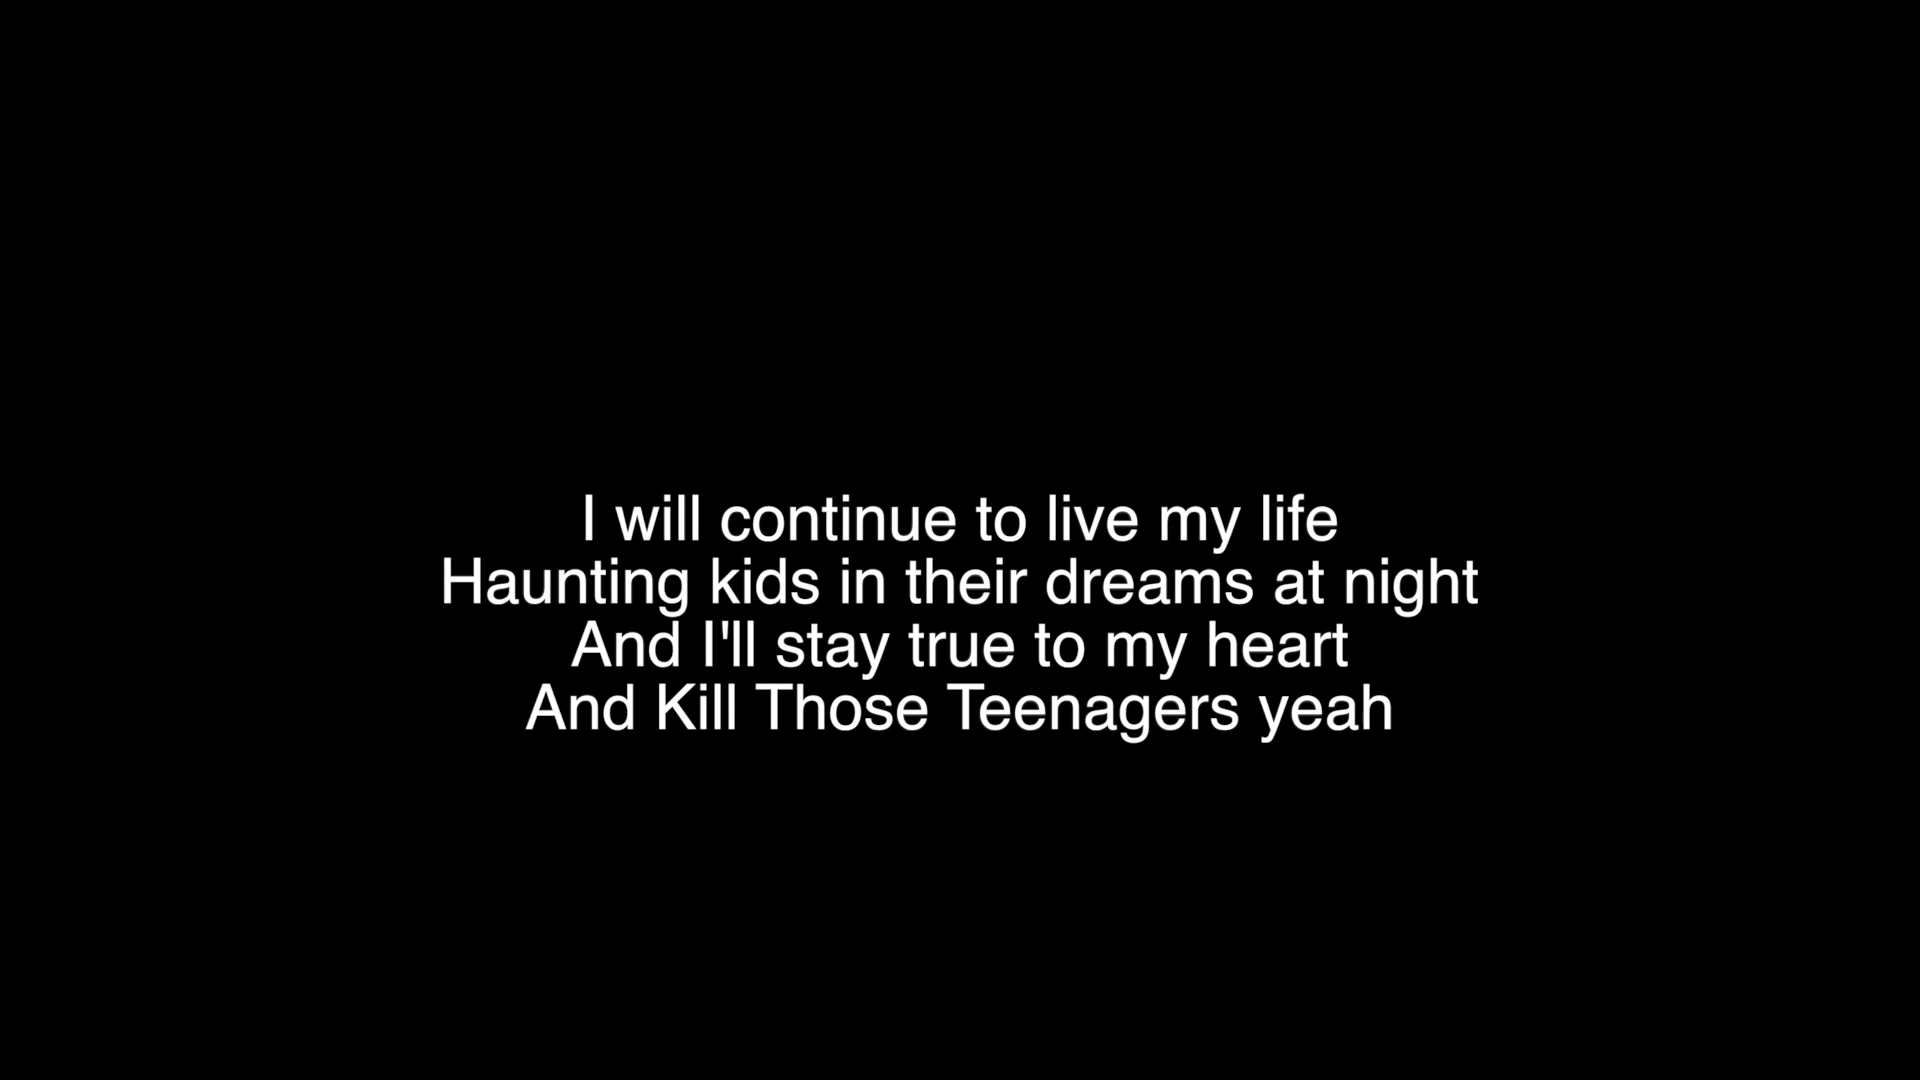 I will continue to live my life
Haunting kids in their dreams at night
And I'll stay true to my heart
And Kill Those Teenagers yeah